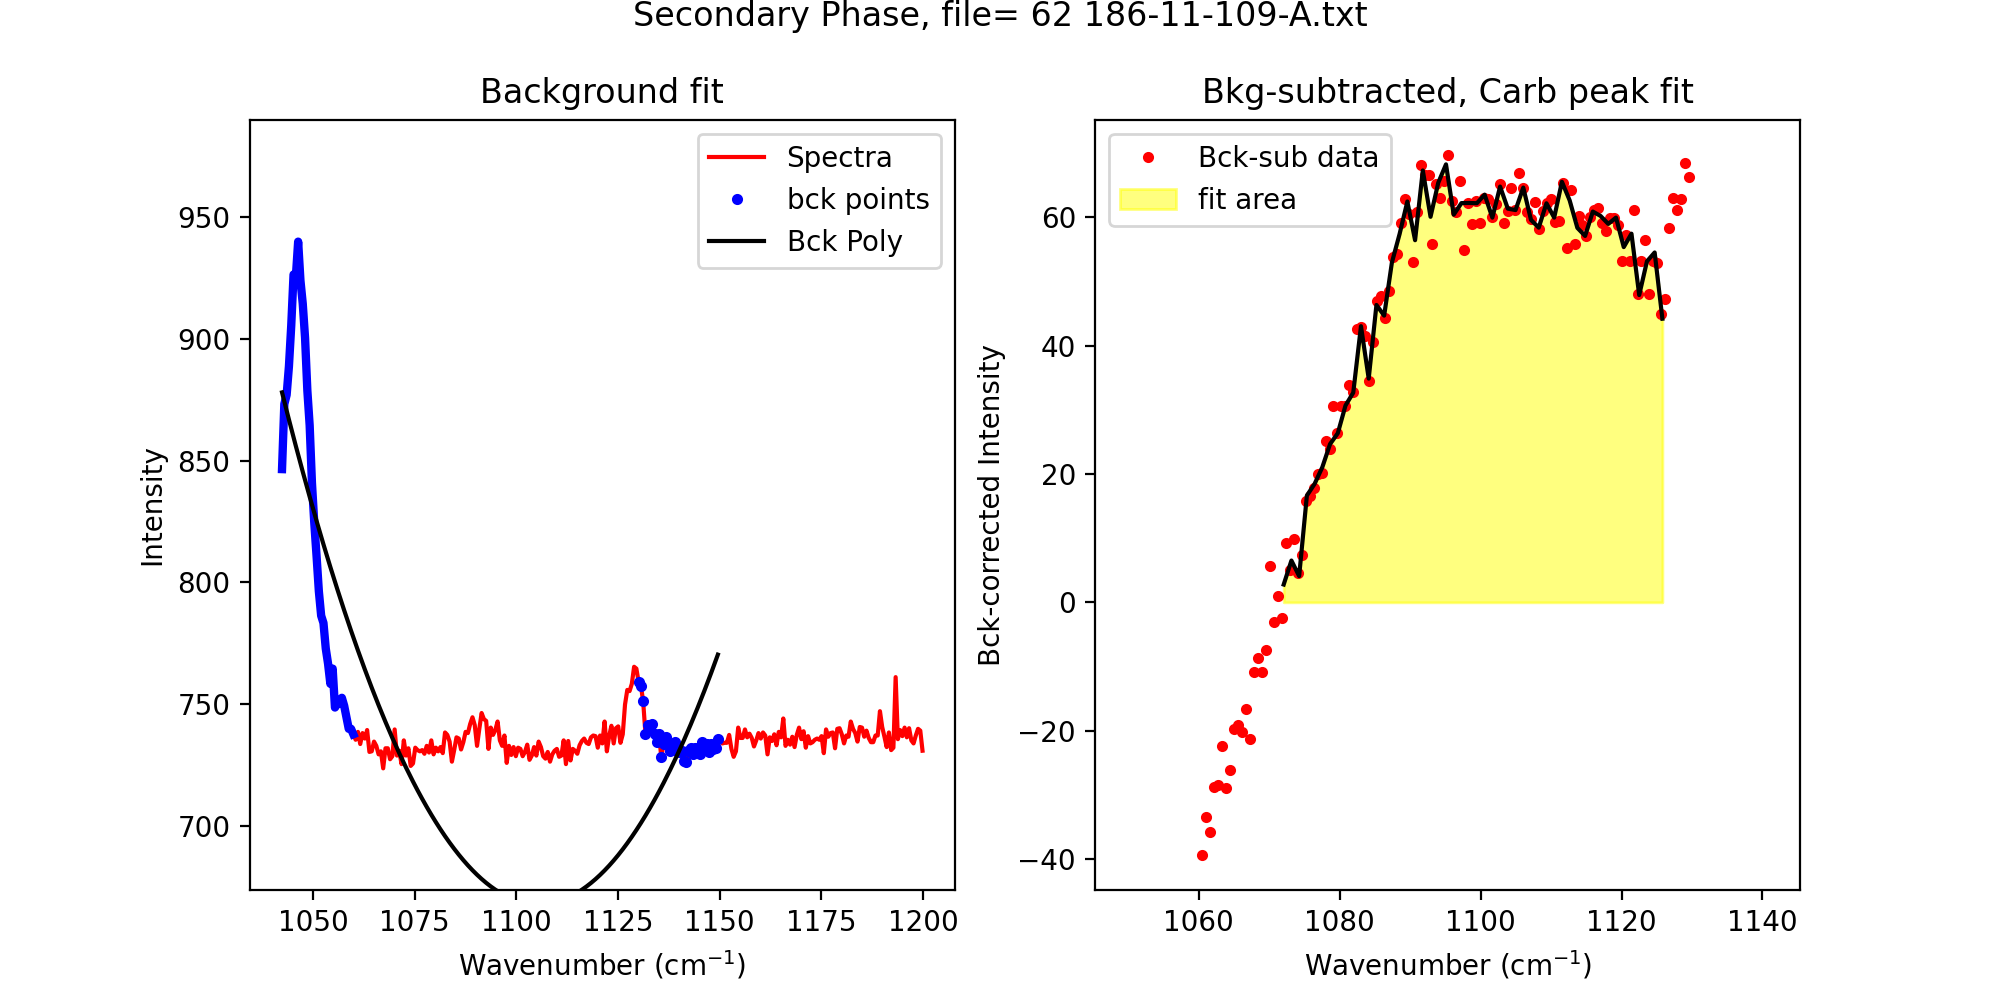 Secondary Phase, file= 62 186-11-109-A.txt
Background fit
Spectra
bck points
Bck Poly
Intensity
950
900
850
800
750
700
1050 1075 1100 1125 1150 1175 1200
Wavenumber (cm⁻¹)
Bkg-subtracted, Carb peak fit
Bck-sub data
fit area
Bck-corrected Intensity
60
40
20
0
−20
−40
1060 1080 1100 1120 1140
Wavenumber (cm⁻¹)